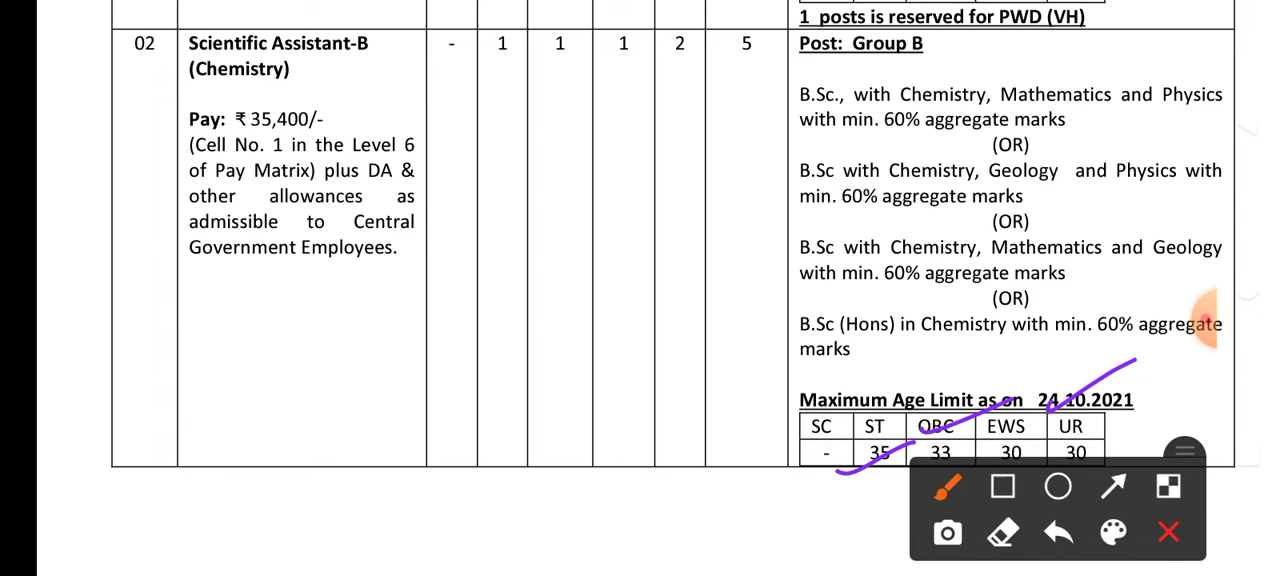 1 posts is reserved for PWD (VH)
02 Scientific Assistant-B - 1 1 1 2 5 Post: Group B
(Chemistry)
B.Sc., with Chemistry, Mathematics and Physics
Pay: ₹ 35,400/- with min. 60% aggregate marks
(Cell No. 1 in the Level 6 (OR)
of Pay Matrix) plus DA & B.Sc with Chemistry, Geology and Physics with
other allowances as min. 60% aggregate marks
admissible to Central (OR)
Government Employees. B.Sc with Chemistry, Mathematics and Geology
with min. 60% aggregate marks
(OR)
B.Sc (Hons) in Chemistry with min. 60% aggregate
marks
Maximum Age Limit as on 24.10.2021
SC ST OBC EWS UR
- 35 33 30 30